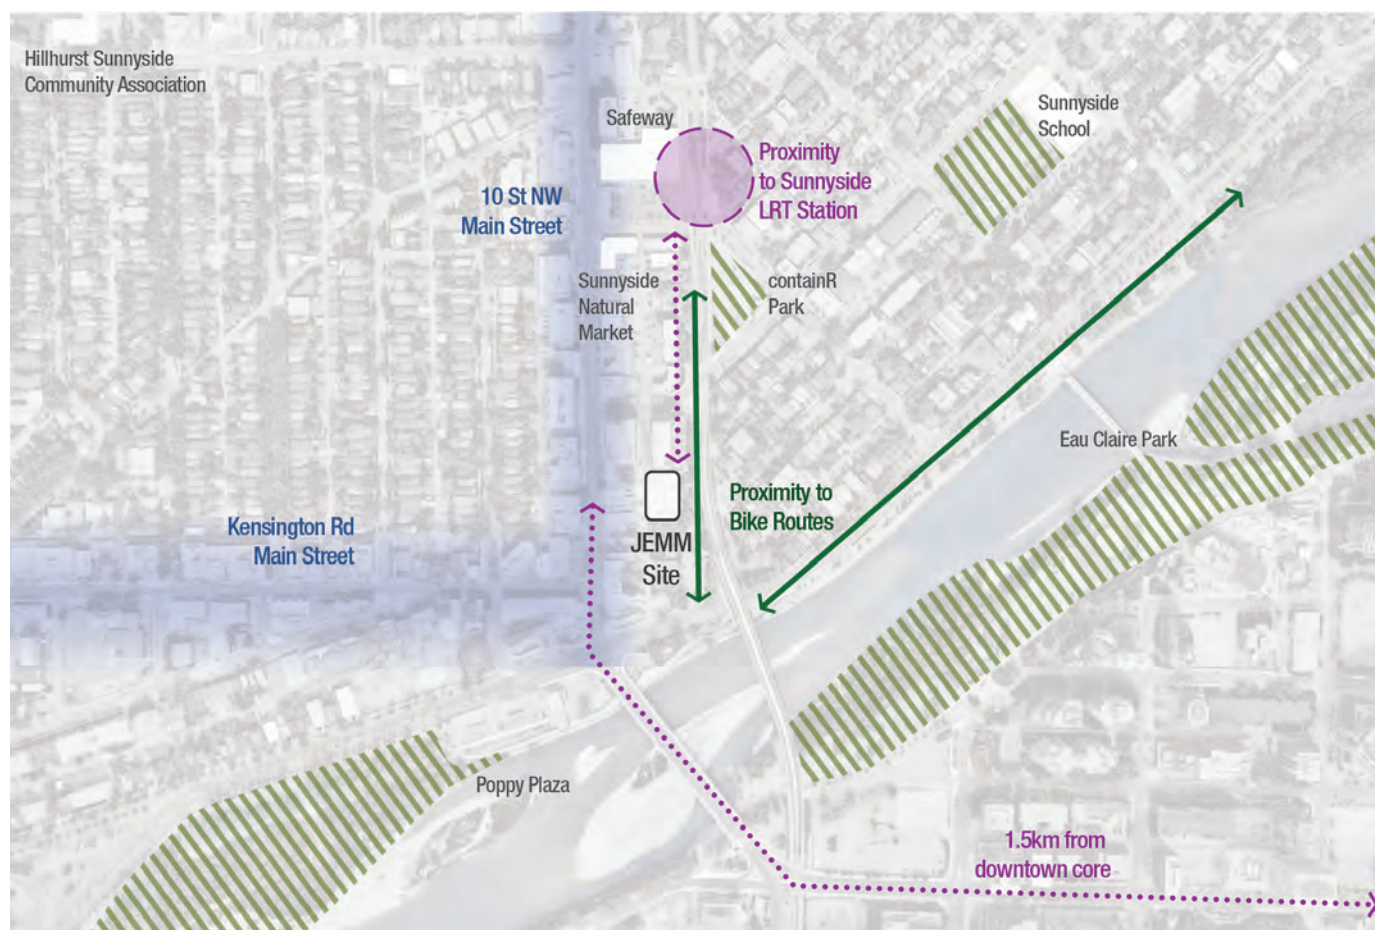 Hillhurst Sunnyside
Community Association
Safeway
Sunnyside
School
Proximity
to Sunnyside
LRT Station
10 St NW
Main Street
Sunnyside
Natural
Market
containR
Park
Eau Claire Park
Proximity to
Bike Routes
Kensington Rd
Main Street
JEMM
Site
Poppy Plaza
1.5km from
downtown core